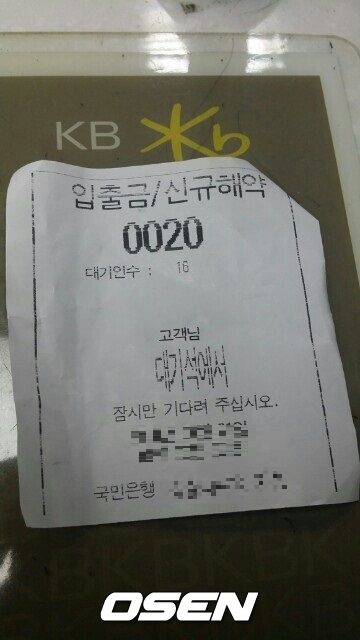 KB
입출금/신규해약
0020
대기인수 : 16
고객님
대기석에서
잠시만 기다려 주십시오.
국민은행
OSEN